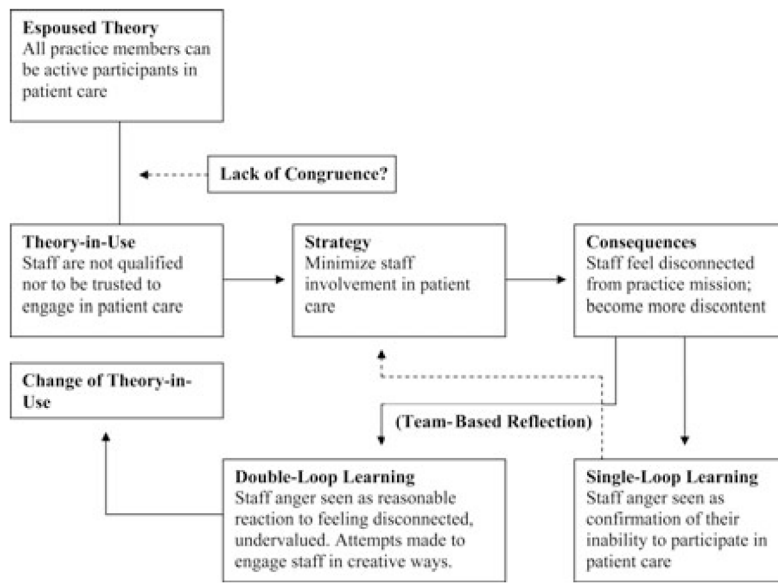 Espoused Theory
All practice members can
be active participants in
patient care
Lack of Congruence?
Theory-in-Use
Staff are not qualified
nor to be trusted to
engage in patient care
Strategy
Minimize staff
involvement in patient
care
Consequences
Staff feel disconnected
from practice mission;
become more discontent
Change of Theory-in-
Use
(Team-Based Reflection)
Double-Loop Learning
Staff anger seen as reasonable
reaction to feeling disconnected,
undervalued. Attempts made to
engage staff in creative ways.
Single-Loop Learning
Staff anger seen as
confirmation of their
inability to participate in
patient care